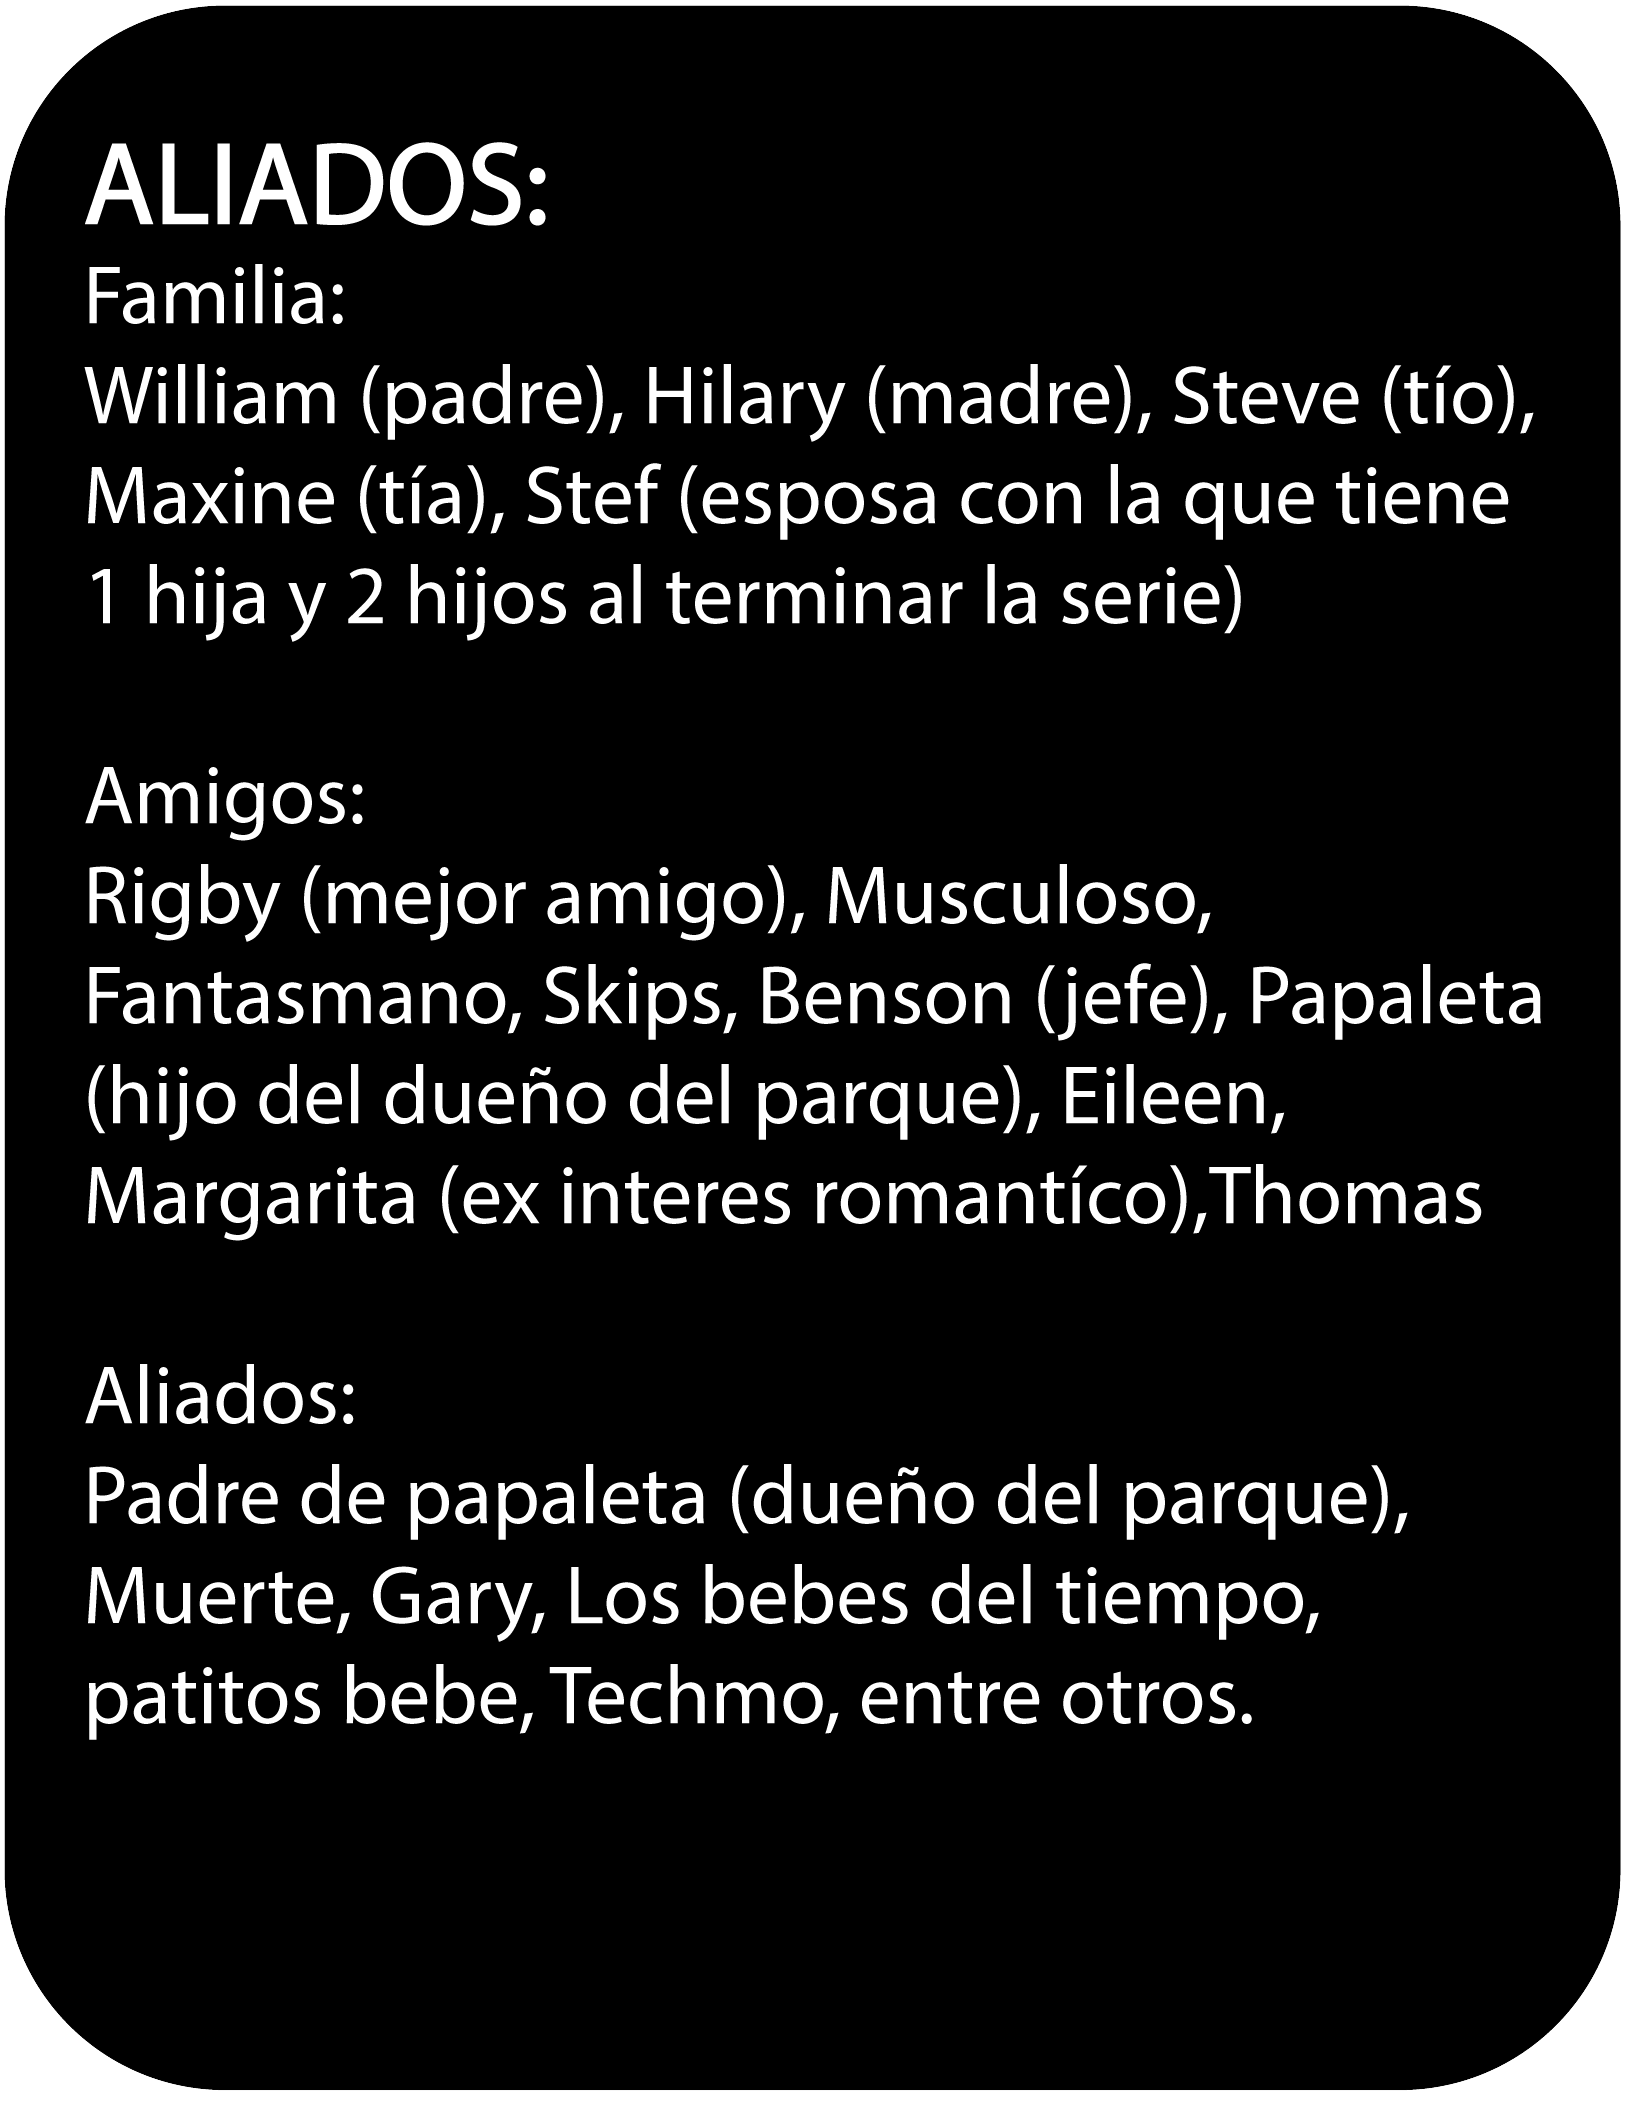 ALIADOS:
Familia:
William (padre), Hilary (madre), Steve (tío),
Maxine (tía), Stef (esposa con la que tiene
1 hija y 2 hijos al terminar la serie)
Amigos:
Rigby (mejor amigo), Musculoso,
Fantasmano, Skips, Benson (jefe), Papaleta
(hijo del dueño del parque), Eileen,
Margarita (ex interes romantíco),Thomas
Aliados:
Padre de papaleta (dueño del parque),
Muerte, Gary, Los bebes del tiempo,
patitos bebe, Techmo, entre otros.